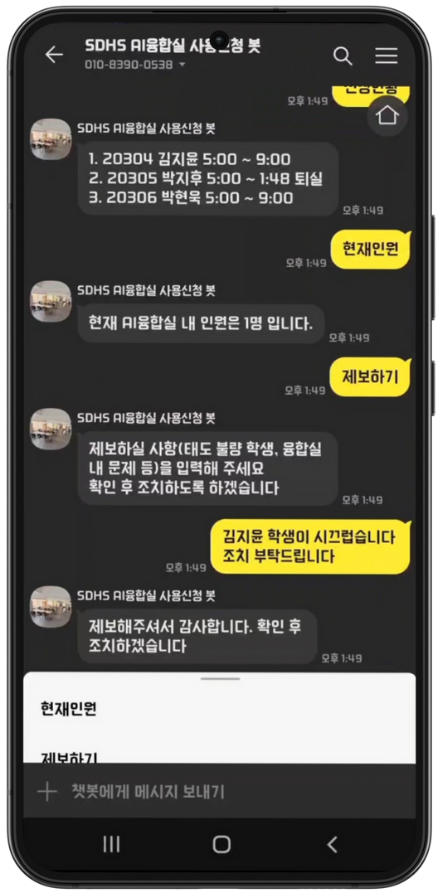 SDHS AI융합실 사용신청 봇
010-8390-0538
신청현황
오후 1:49
SDHS AI융합실 사용신청 봇
1. 20304 김지윤 5:00 ~ 9:00
2. 20305 박지후 5:00 ~ 1:48 퇴실
3. 20306 박현욱 5:00 ~ 9:00
오후 1:49
현재인원
오후 1:49
SDHS AI융합실 사용신청 봇
현재 AI융합실 내 인원은 1명 입니다.
오후 1:49
제보하기
오후 1:49
SDHS AI융합실 사용신청 봇
제보하실 사항(태도 불량 학생, 융합실
내 문제 등)을 입력해 주세요
확인 후 조치하도록 하겠습니다
오후 1:49
김지윤 학생이 시끄럽습니다
조치 부탁드립니다
오후 1:49
SDHS AI융합실 사용신청 봇
제보해주셔서 감사합니다. 확인 후
조치하겠습니다
오후 1:49
현재인원
제보하기
챗봇에게 메시지 보내기